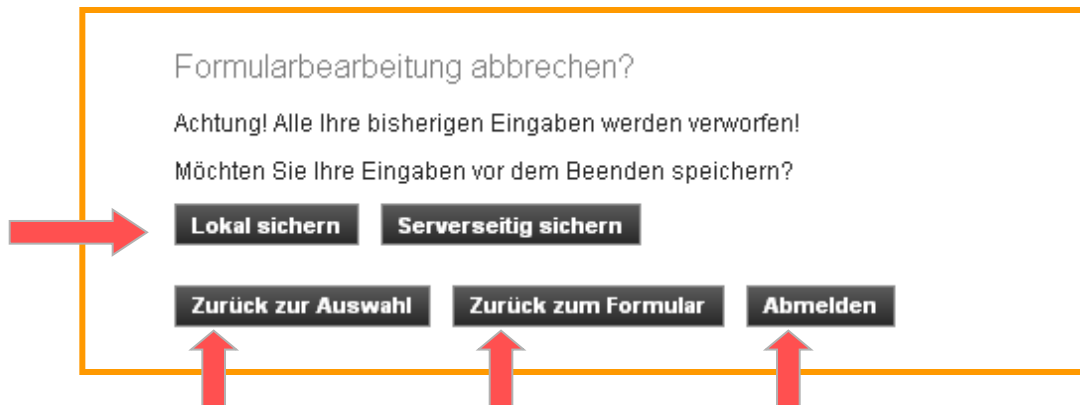 Formularbearbeitung abbrechen?
Achtung! Alle Ihre bisherigen Eingaben werden verworfen!
Möchten Sie Ihre Eingaben vor dem Beenden speichern?
Lokal sichern Serverseitig sichern
Zurück zur Auswahl Zurück zum Formular Abmelden